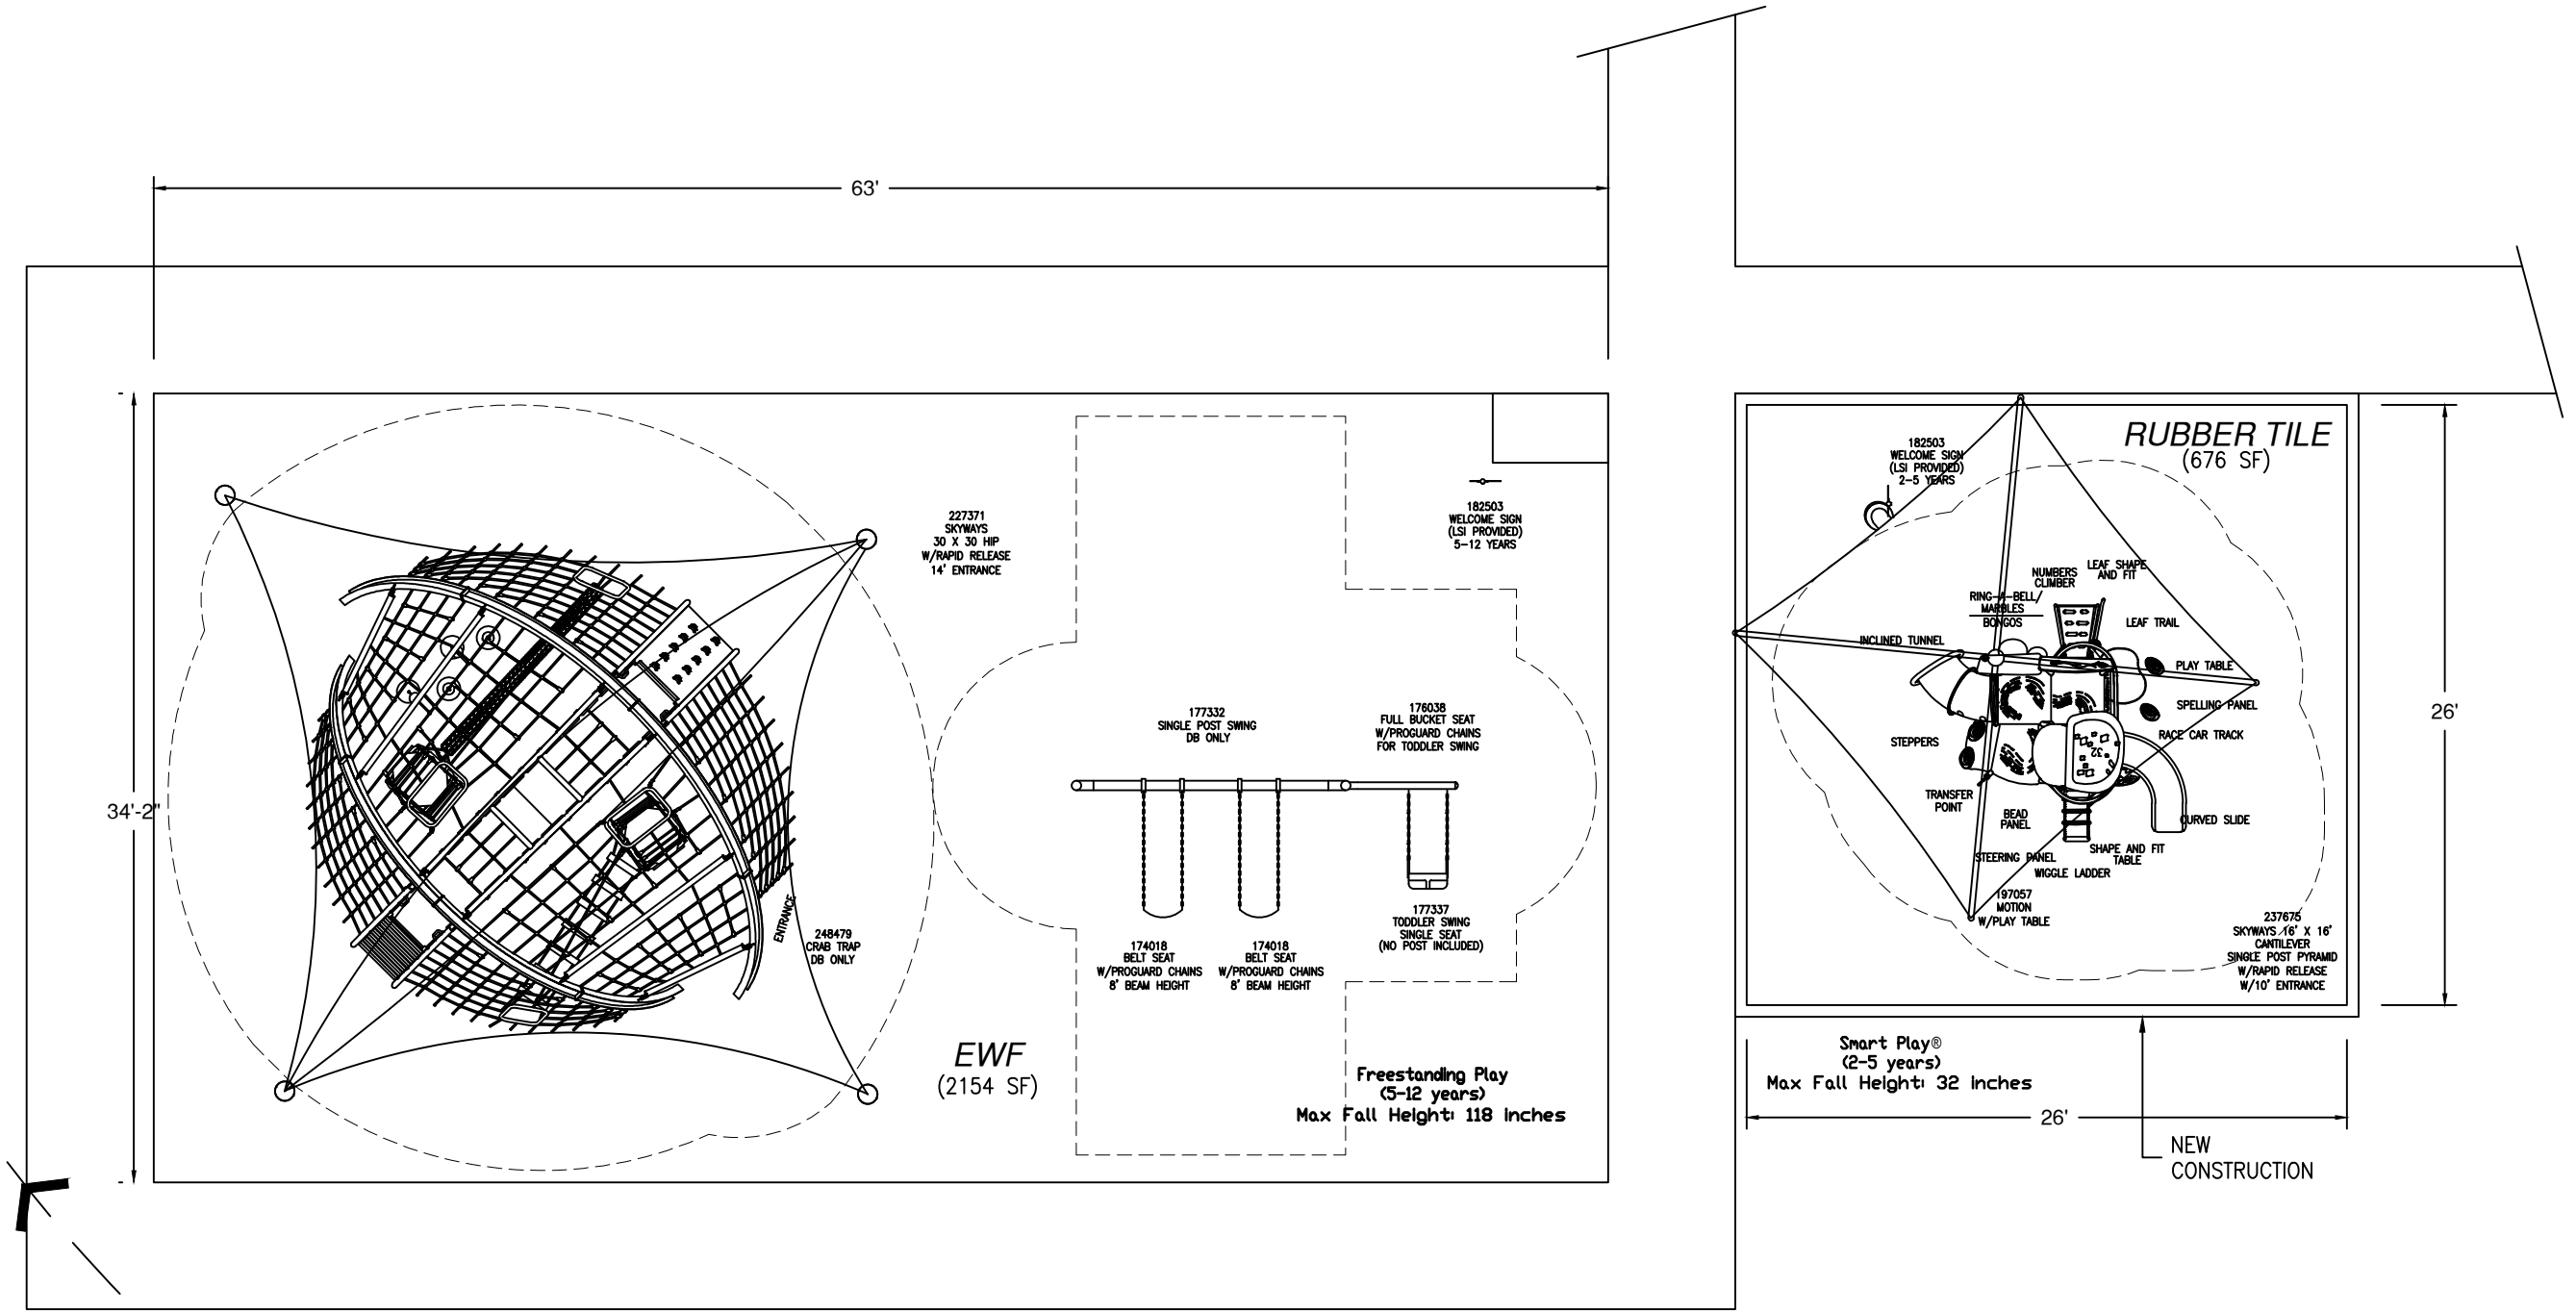 63'
34'-2"
227371
SKYWAYS
30 X 30 HIP
W/RAPID RELEASE
14' ENTRANCE
ENTRANCE
248479
CRAB TRAP
DB ONLY
EWF
(2154 SF)
177332
SINGLE POST SWING
DB ONLY
174018
BELT SEAT
W/PROGUARD CHAINS
8' BEAM HEIGHT
174018
BELT SEAT
W/PROGUARD CHAINS
8' BEAM HEIGHT
182503
WELCOME SIGN
(LSI PROVIDED)
5-12 YEARS
176038
FULL BUCKET SEAT
W/PROGUARD CHAINS
FOR TODDLER SWING
177337
TODDLER SWING
SINGLE SEAT
(NO POST INCLUDED)
Freestanding Play
(5-12 years)
Max Fall Height: 118 inches
RUBBER TILE
(676 SF)
182503
WELCOME SIGN
(LSI PROVIDED)
2-5 YEARS
LEAF SHAPE
AND FIT
NUMBERS
CLIMBER
RING-A-BELL/
MARBLES
BONGOS
LEAF TRAIL
INCLINED TUNNEL
PLAY TABLE
SPELLING PANEL
RACE CAR TRACK
STEPPERS
32
TRANSFER
POINT
BEAD
PANEL
CURVED SLIDE
STEERING PANEL
SHAPE AND FIT
TABLE
WIGGLE LADDER
197057
MOTION
W/PLAY TABLE
237675
SKYWAYS 16' X 16'
CANTILEVER
SINGLE POST PYRAMID
W/RAPID RELEASE
W/10' ENTRANCE
26'
Smart Play®
(2-5 years)
Max Fall Height: 32 inches
26'
NEW
CONSTRUCTION